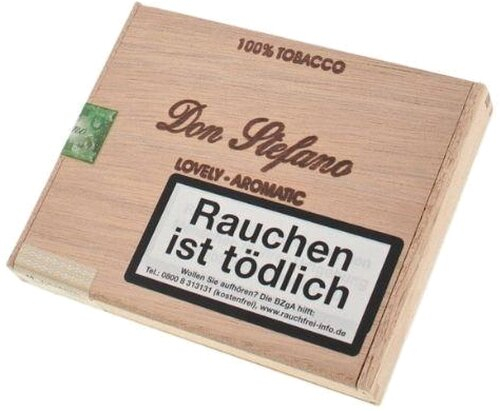 100% TOBACCO
Don Stefano
LOVELY - AROMATIC
Rauchen
ist tödlich
Wollen Sie aufhören? Die BZgA hilft:
Tel.: 0800 8 313131 (kostenfrei), www.rauchfrei-info.de